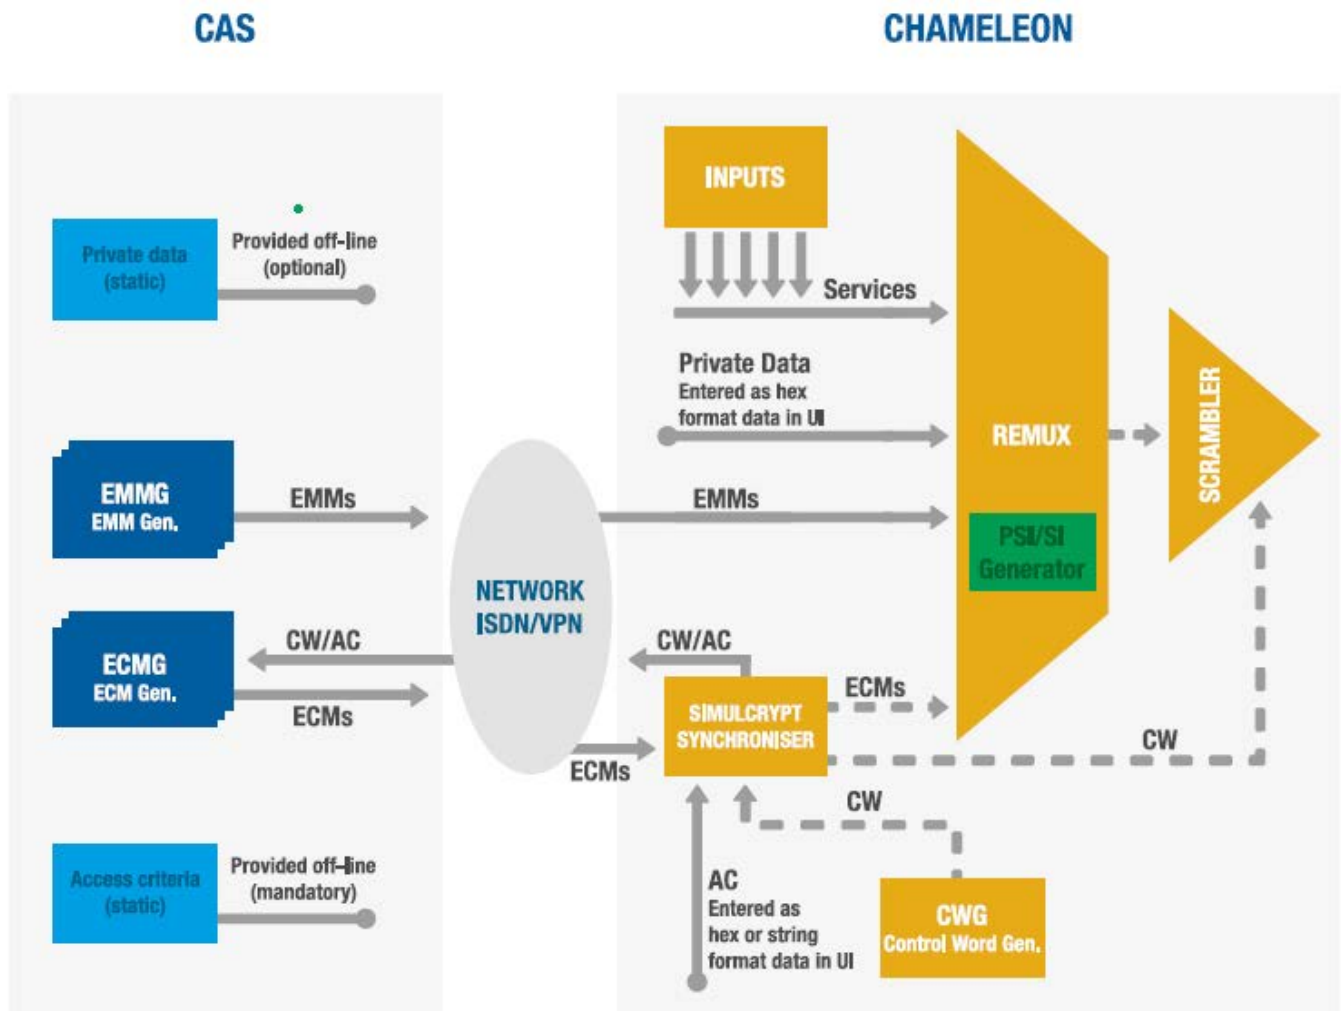 CAS
CHAMELEON
Private data
(static)
Provided off-line
(optional)
INPUTS
Services
Private Data
Entered as hex
format data in UI
REMUX
SCRAMBLER
EMMG
EMM Gen.
EMMs
EMMs
PSI/SI
Generator
NETWORK
ISDN/VPN
ECMG
ECM Gen.
CW/AC
ECMs
CW/AC
SIMULCRYPT
SYNCHRONISER
ECMs
ECMs
CW
CW
Access criteria
(static)
Provided off-line
(mandatory)
AC
Entered as
hex or string
format data in UI
CWG
Control Word Gen.